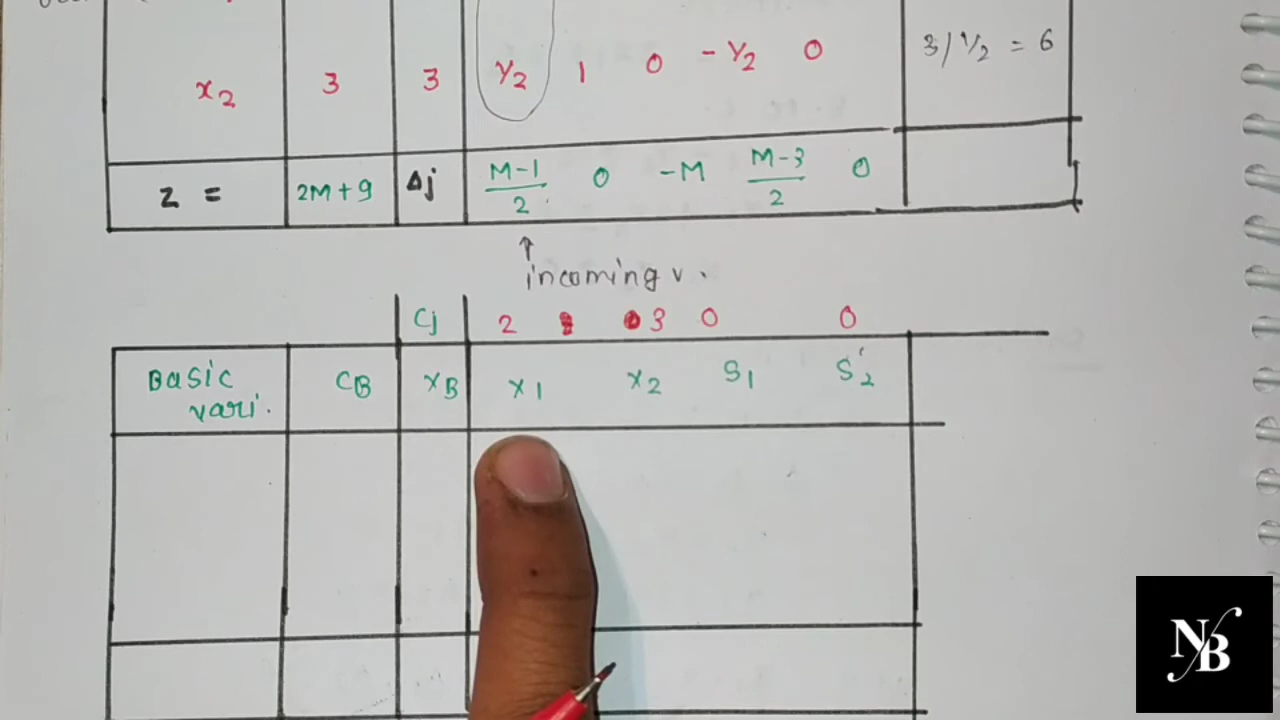 x2 3 3 1/2 1 0 -1/2 0 3/1/2 = 6
Z = 2M+9 Δj M-1/2 0 -M M-3/2 0
incoming v.
Cj 2 3 0 0
Basic vari. CB XB X1 X2 S1 S2
NB